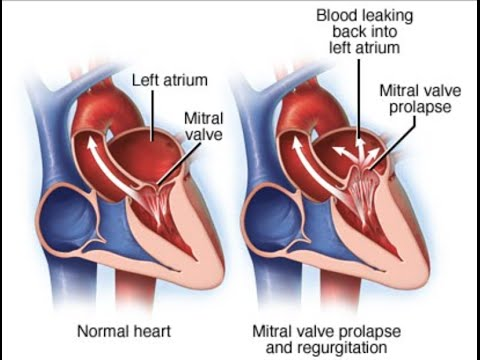 Left atrium
Mitral
valve
Normal heart
Blood leaking
back into
left atrium
Mitral valve
prolapse
Mitral valve prolapse
and regurgitation